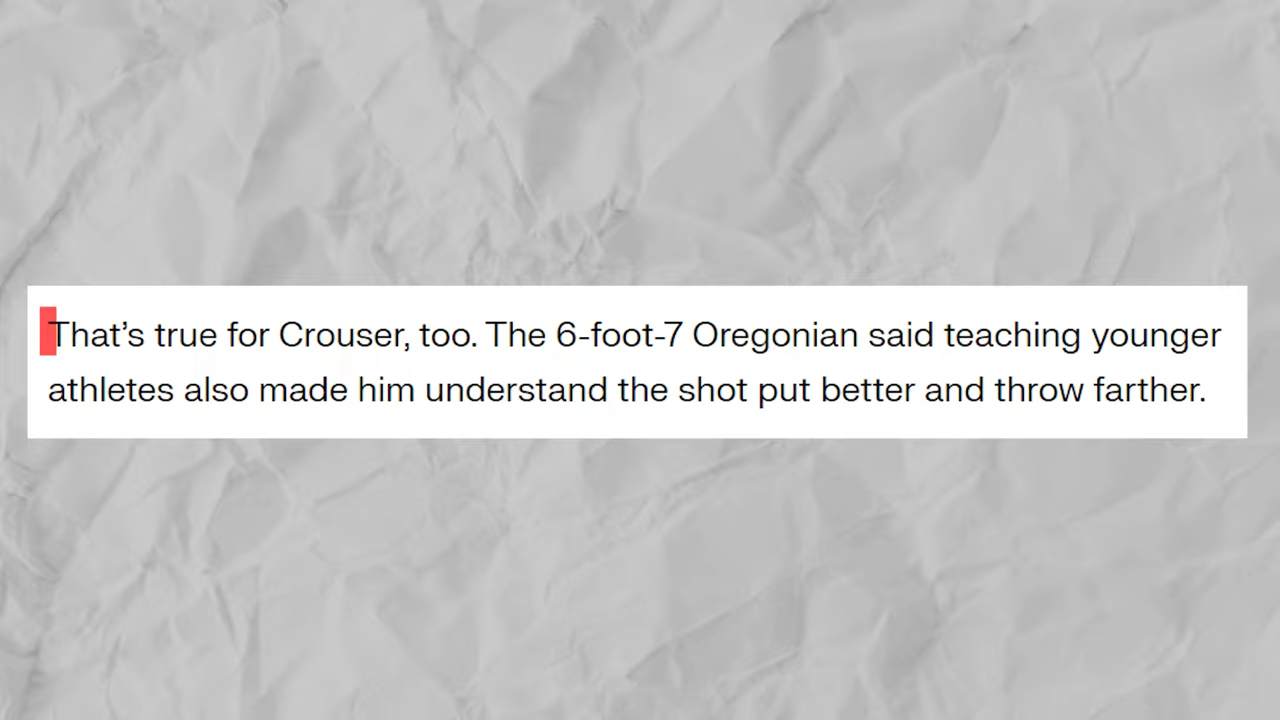 That’s true for Crouser, too. The 6-foot-7 Oregonian said teaching younger
athletes also made him understand the shot put better and throw farther.